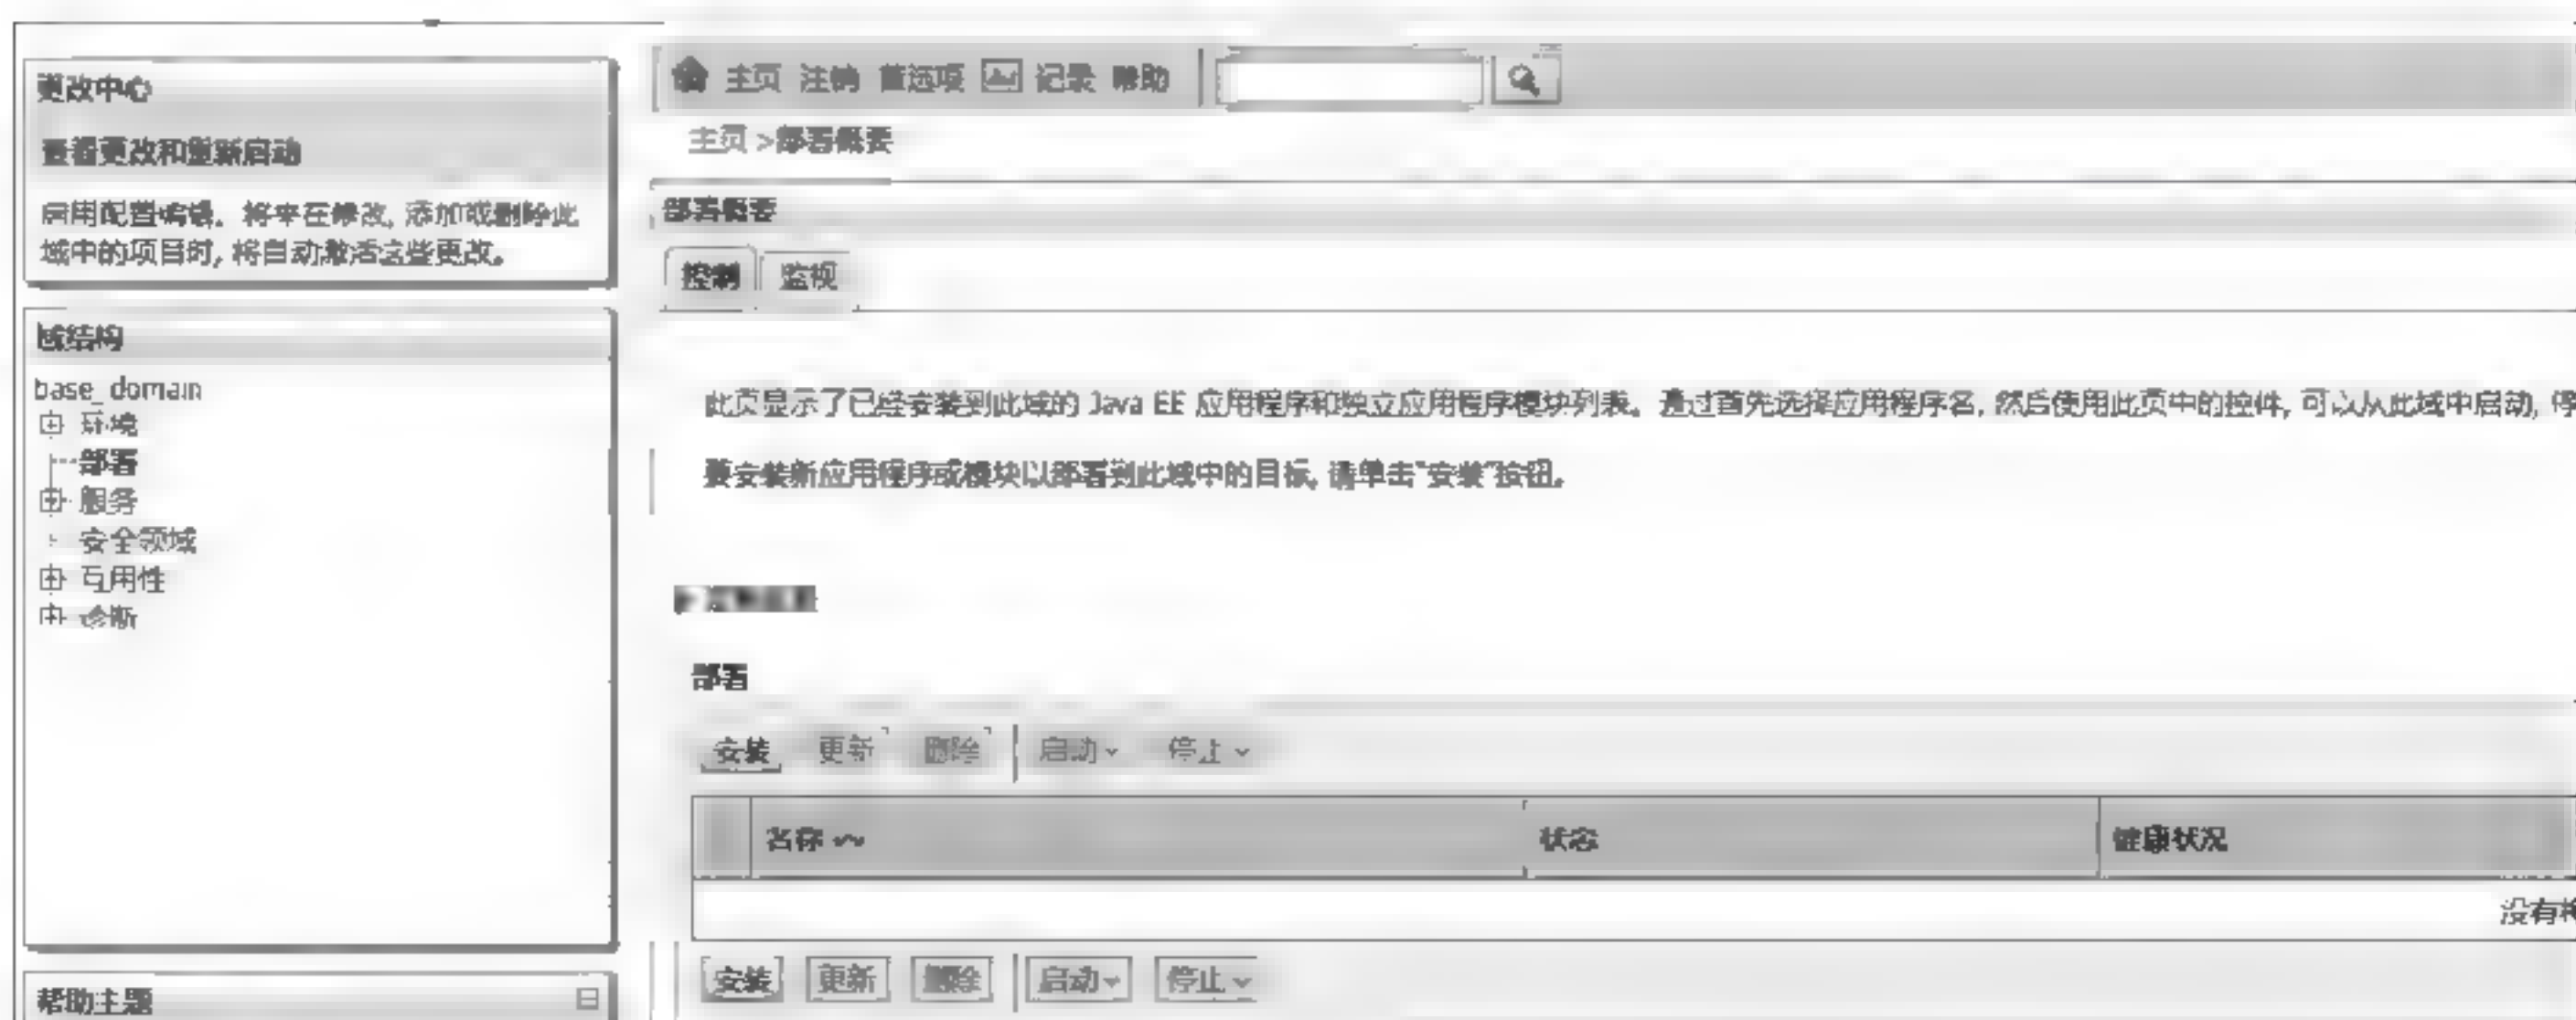 更改中心
查看更改和重新启动
启用配置编辑。将来在修改, 添加或删除此
域中的项目时, 将自动激活这些更改。
域结构
base_domain
环境
部署
服务
安全领域
互用性
诊断
帮助主题
主页 注销 首选项 记录 帮助
主页 >部署概要
部署概要
控制 监视
此页显示了已经安装到此域的 Java EE 应用程序和独立应用程序模块列表。通过首先选择应用程序名, 然后使用此页中的控件, 可以从此域中启动, 停
要安装新应用程序或模块以部署到此域中的目标, 请单击"安装"按钮。
部署
安装 更新 删除 启动 停止
名称 状态 健康状况
没有
安装 更新 删除 启动 停止